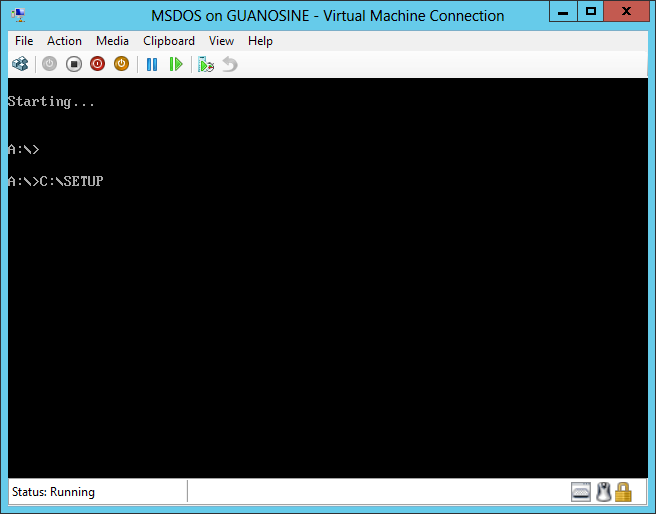 MSDOS on GUANOSINE - Virtual Machine Connection
File Action Media Clipboard View Help
Starting...
A:\>
A:\>C:\SETUP
Status: Running